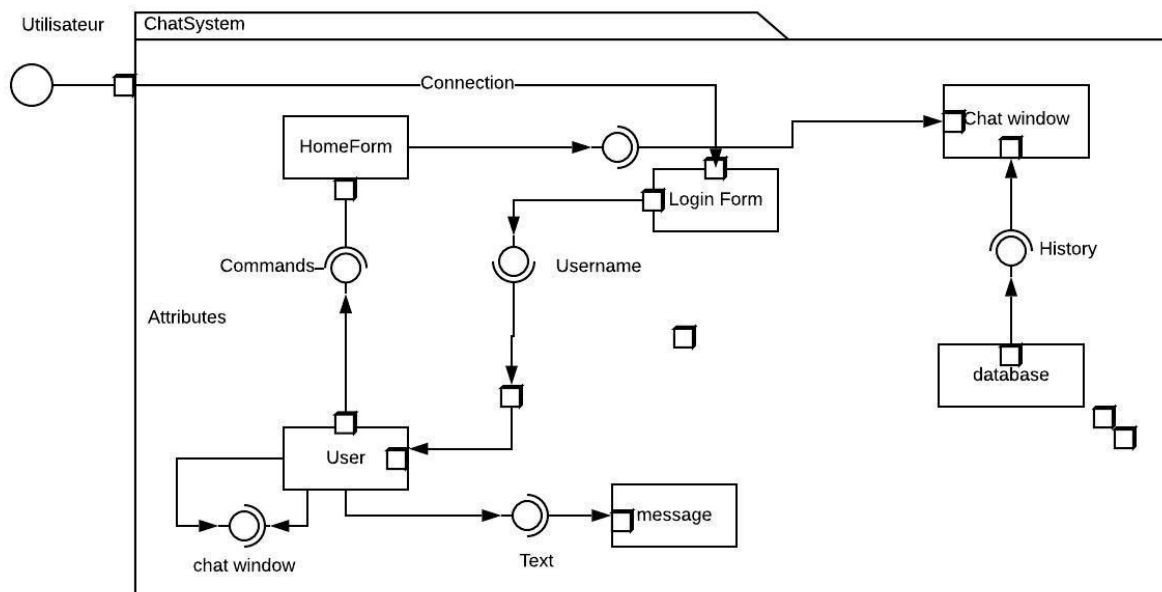 Utilisateur
ChatSystem
Connection
Chat window
HomeForm
Login Form
Commands
Username
History
Attributes
database
User
message
Text
chat window